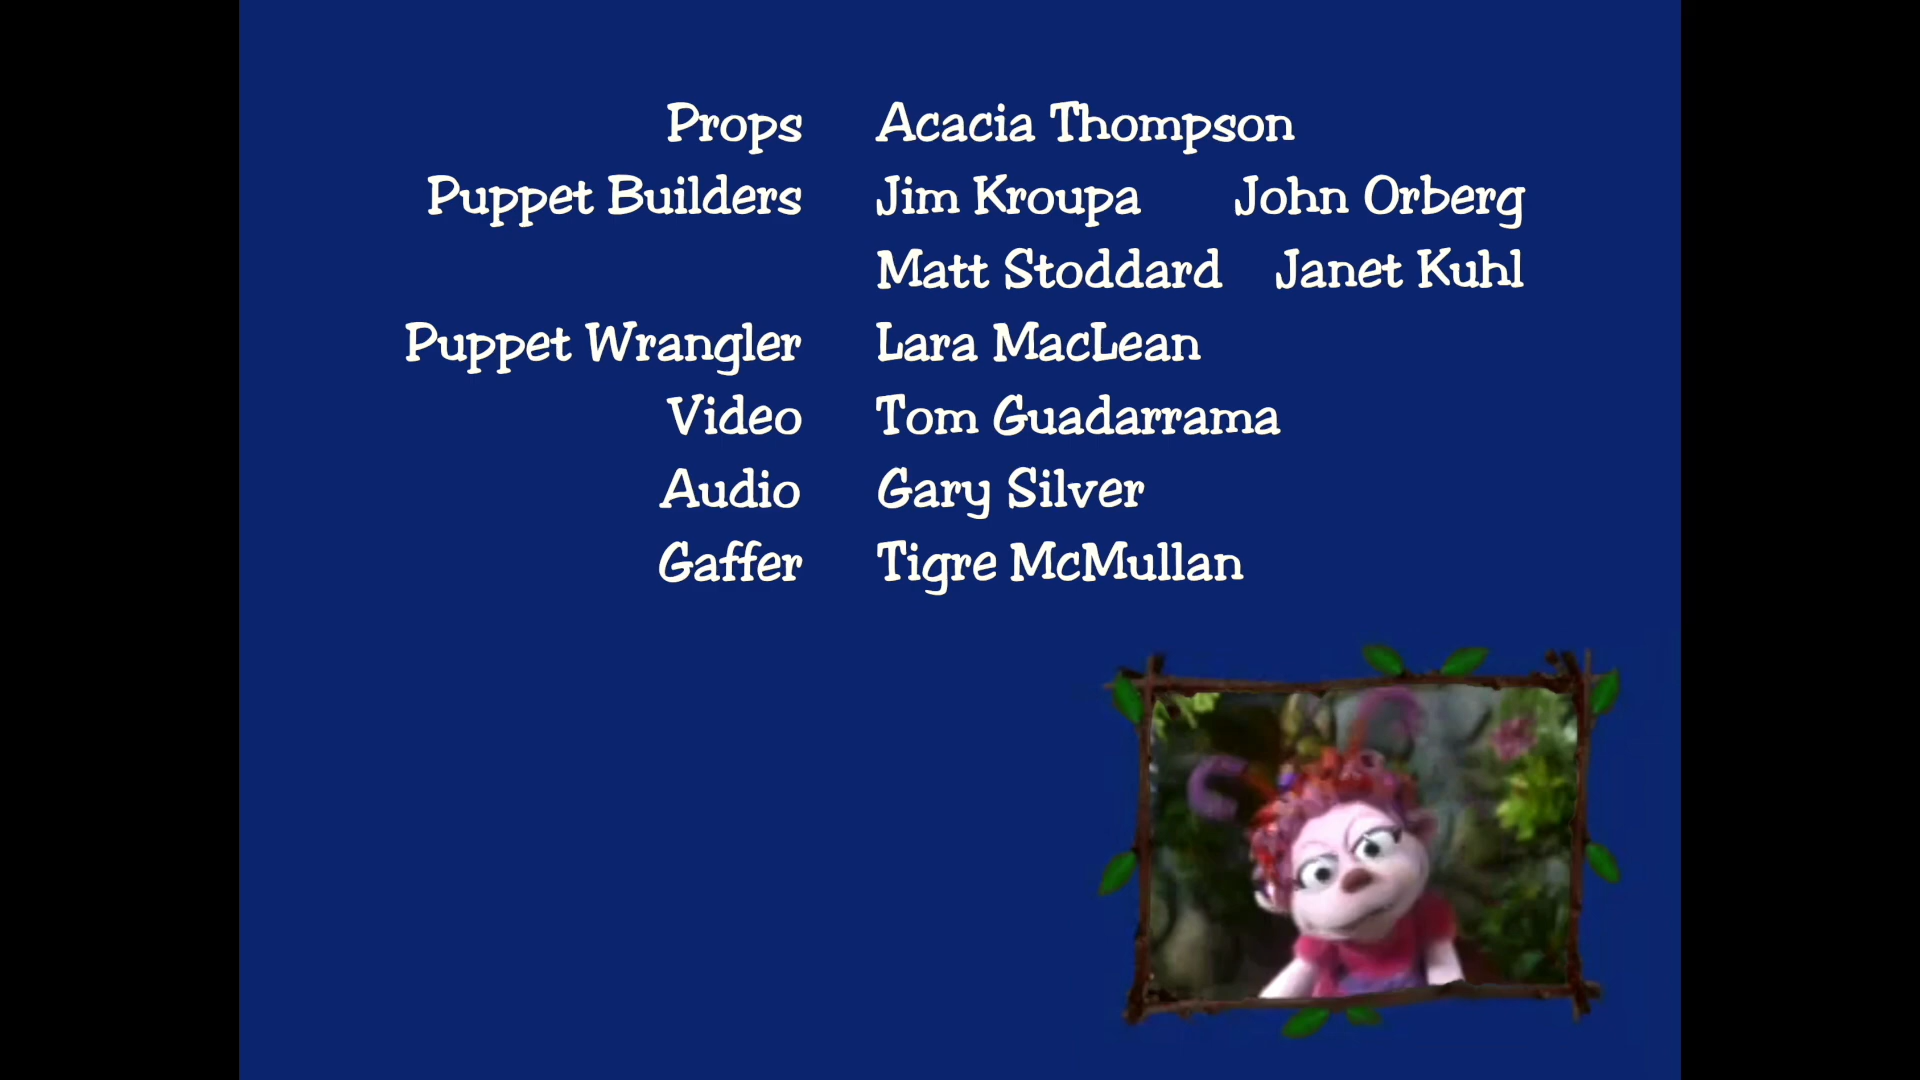 Props Acacia Thompson
Puppet Builders Jim Kroupa John Orberg
Matt Stoddard Janet Kuhl
Puppet Wrangler Lara MacLean
Video Tom Guadarrama
Audio Gary Silver
Gaffer Tigre McMullan